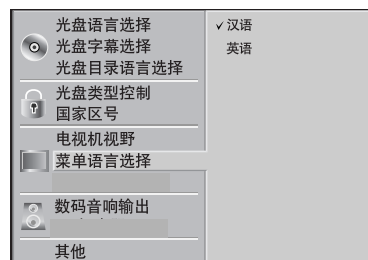 光盘语言选择
光盘字幕选择
光盘目录语言选择
光盘类型控制
国家区号
电视机视野
菜单语言选择
数码音响输出
其他
✓汉语
英语